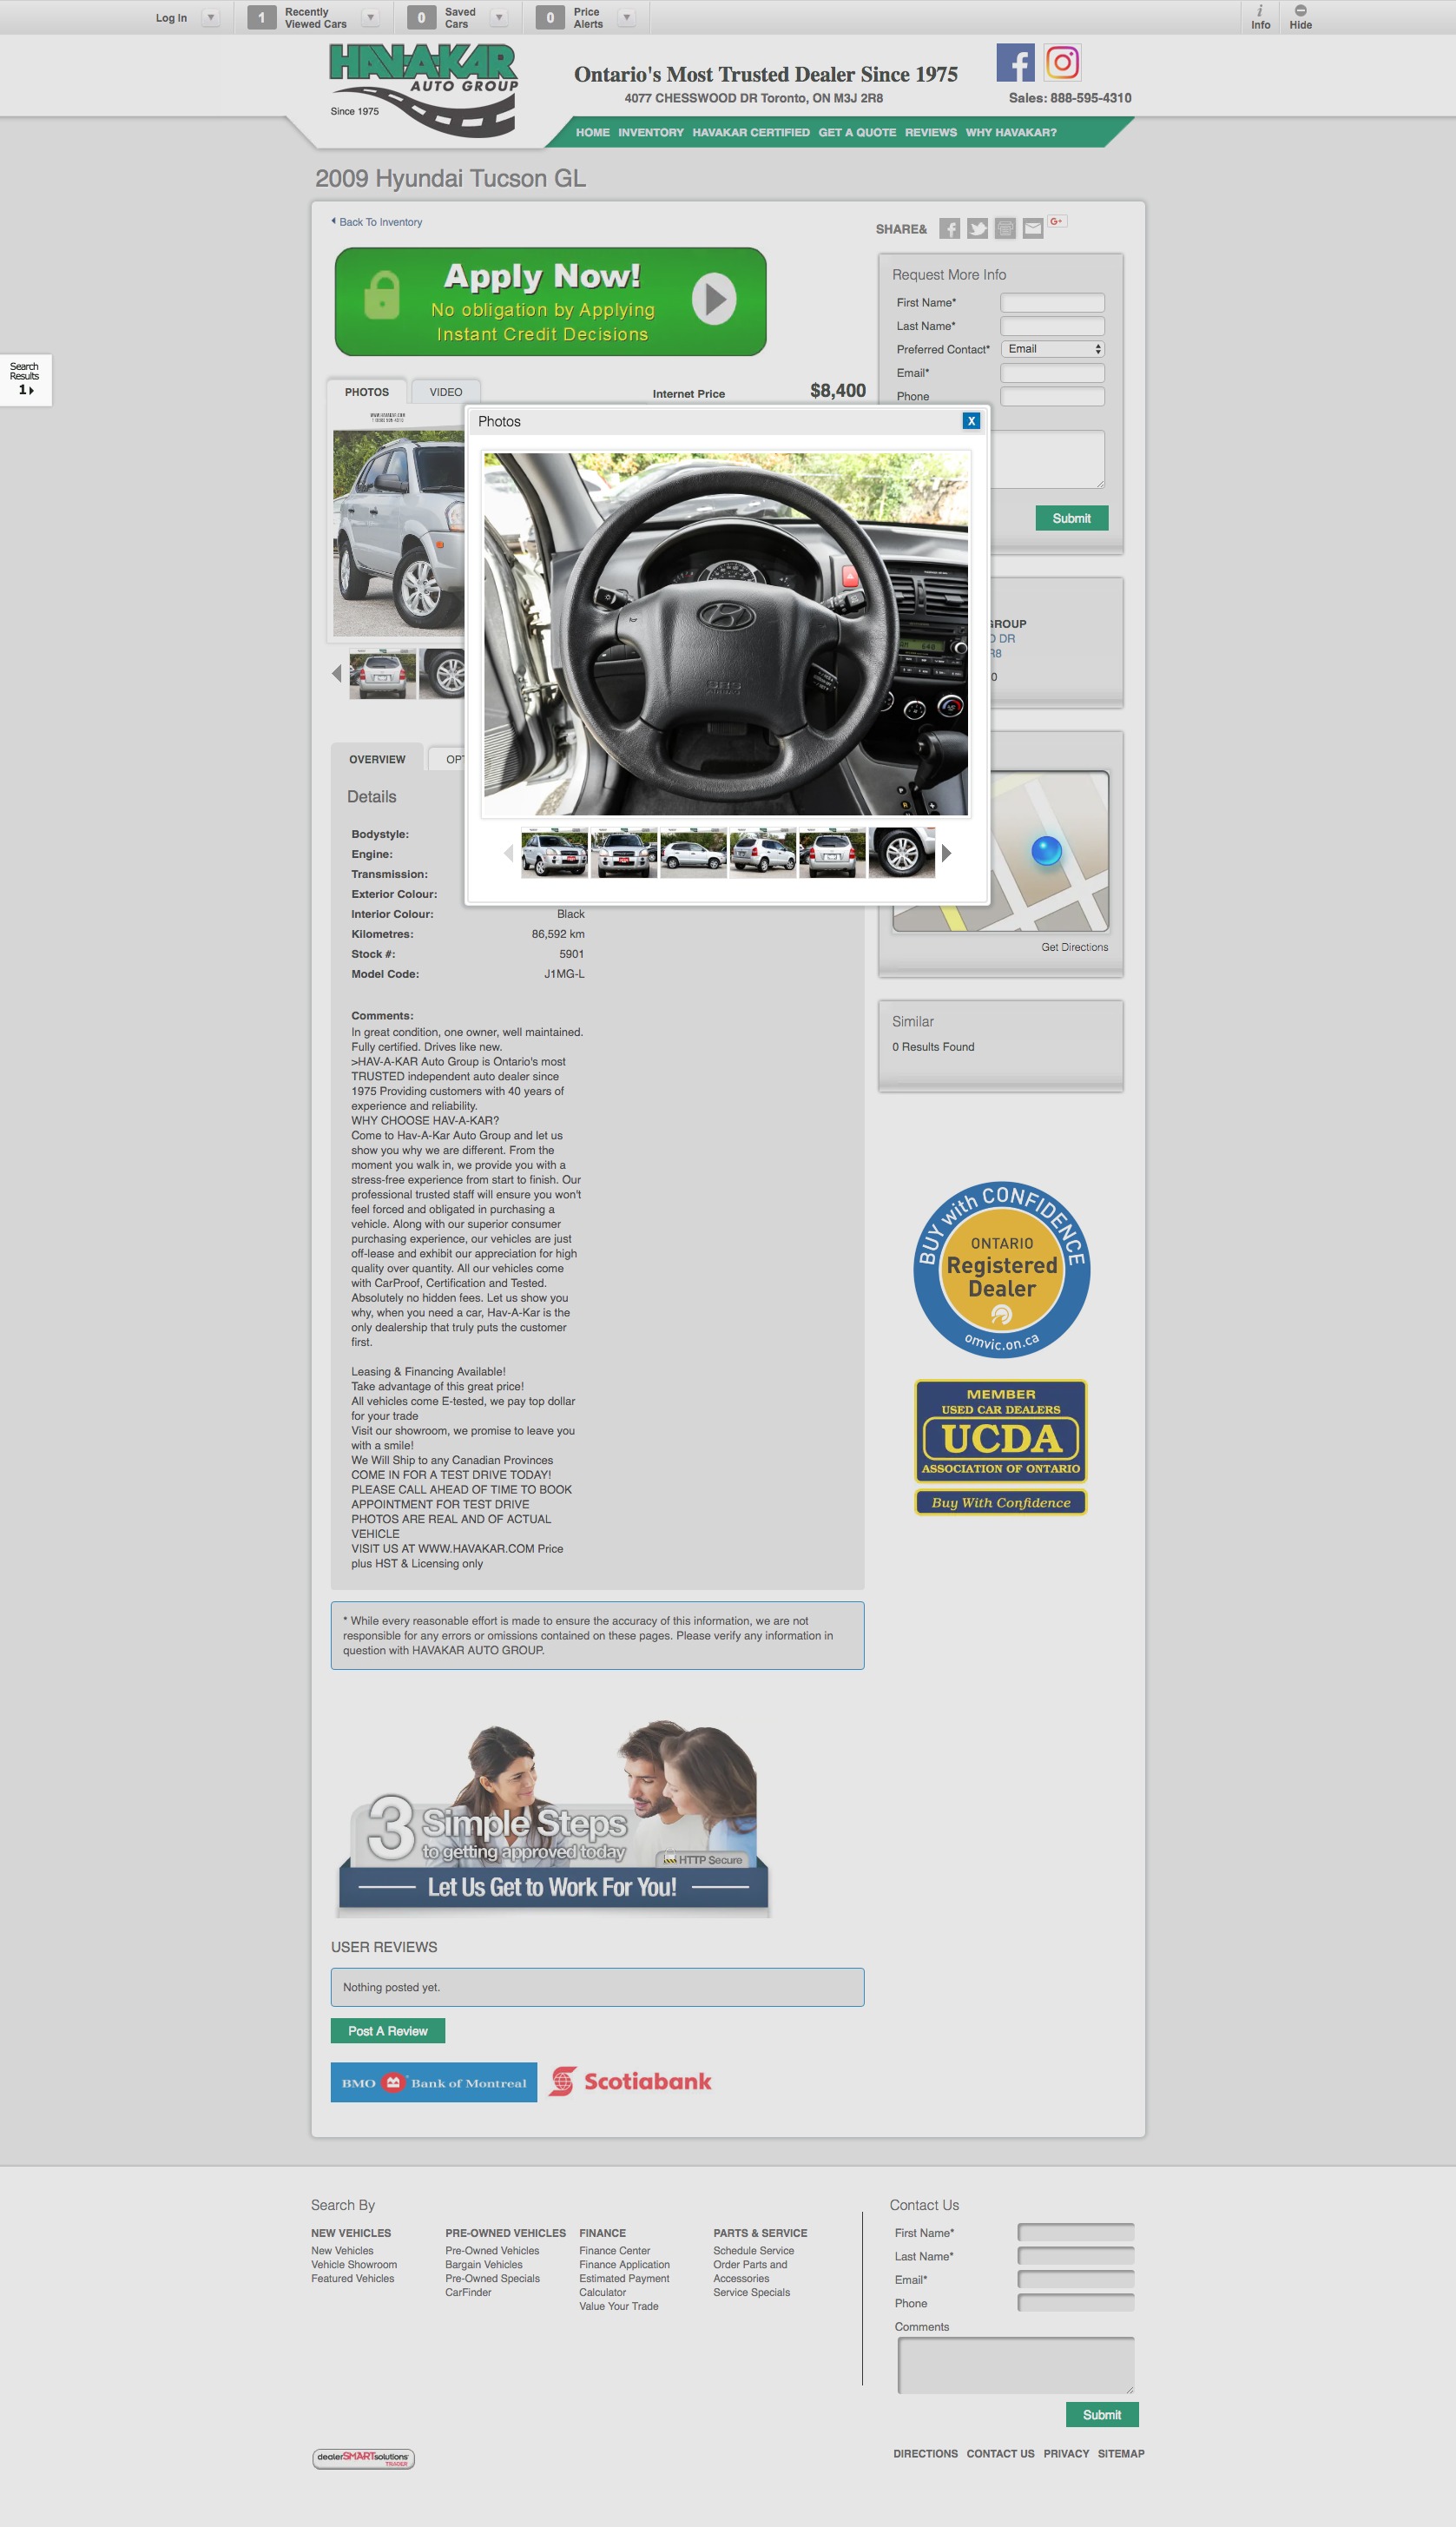 Log In
1
Recently
Viewed Cars
0
Saved
Cars
0
Price
Alerts
i
Info
Hide
HAVAKAR
AUTO GROUP
Since 1975
Ontario's Most Trusted Dealer Since 1975
4077 CHESSWOOD DR Toronto, ON M3J 2R8
Sales: 888-595-4310
HOME INVENTORY HAVAKAR CERTIFIED GET A QUOTE REVIEWS WHY HAVAKAR?
2009 Hyundai Tucson GL
Back To Inventory
SHARE&
G+
Apply Now!
No obligation by Applying
Instant Credit Decisions
Search
Results
1
PHOTOS
VIDEO
Internet Price
$8,400
Request More Info
First Name*
Last Name*
Preferred Contact*
Email
Email*
Phone
Submit
Photos
X
GROUP
DR
R8
0
OVERVIEW
OPT
Details
Bodystyle:
Engine:
Transmission:
Exterior Colour:
Interior Colour: Black
Kilometres: 86,592 km
Stock #: 5901
Model Code: J1MG-L
Get Directions
Similar
0 Results Found
Comments:
In great condition, one owner, well maintained.
Fully certified. Drives like new.
>HAV-A-KAR Auto Group is Ontario's most
TRUSTED independent auto dealer since
1975 Providing customers with 40 years of
experience and reliability.
WHY CHOOSE HAV-A-KAR?
Come to Hav-A-Kar Auto Group and let us
show you why we are different. From the
moment you walk in, we provide you with a
stress-free experience from start to finish. Our
professional trusted staff will ensure you won't
feel forced and obligated in purchasing a
vehicle. Along with our superior consumer
purchasing experience, our vehicles are just
off-lease and exhibit our appreciation for high
quality over quantity. All our vehicles come
with CarProof, Certification and Tested.
Absolutely no hidden fees. Let us show you
why, when you need a car, Hav-A-Kar is the
only dealership that truly puts the customer
first.
Leasing & Financing Available!
Take advantage of this great price!
All vehicles come E-tested, we pay top dollar
for your trade
Visit our showroom, we promise to leave you
with a smile!
We Will Ship to any Canadian Provinces
COME IN FOR A TEST DRIVE TODAY!
PLEASE CALL AHEAD OF TIME TO BOOK
APPOINTMENT FOR TEST DRIVE
PHOTOS ARE REAL AND OF ACTUAL
VEHICLE
VISIT US AT WWW.HAVAKAR.COM Price
plus HST & Licensing only
BUY with CONFIDENCE
ONTARIO
Registered
Dealer
omvic.on.ca
MEMBER
USED CAR DEALERS
UCDA
ASSOCIATION OF ONTARIO
Buy With Confidence
* While every reasonable effort is made to ensure the accuracy of this information, we are not
responsible for any errors or omissions contained on these pages. Please verify any information in
question with HAVAKAR AUTO GROUP.
3 Simple Steps
to getting approved today
HTTP Secure
Let Us Get to Work For You!
USER REVIEWS
Nothing posted yet.
Post A Review
BMO Bank of Montreal
Scotiabank
Search By
NEW VEHICLES
New Vehicles
Vehicle Showroom
Featured Vehicles
PRE-OWNED VEHICLES
Pre-Owned Vehicles
Bargain Vehicles
Pre-Owned Specials
CarFinder
FINANCE
Finance Center
Finance Application
Estimated Payment
Calculator
Value Your Trade
PARTS & SERVICE
Schedule Service
Order Parts and
Accessories
Service Specials
Contact Us
First Name*
Last Name*
Email*
Phone
Comments
Submit
dealerSMARTsolutions
TRADER
DIRECTIONS CONTACT US PRIVACY SITEMAP